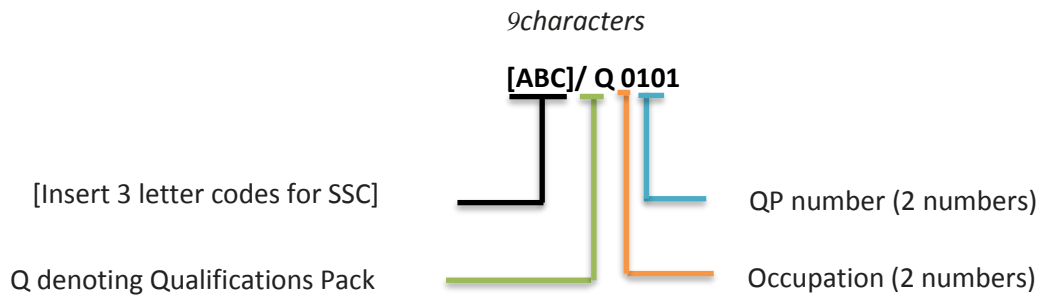 9characters
[ABC]/ Q 0101
[Insert 3 letter codes for SSC]
QP number (2 numbers)
Q denoting Qualifications Pack
Occupation (2 numbers)